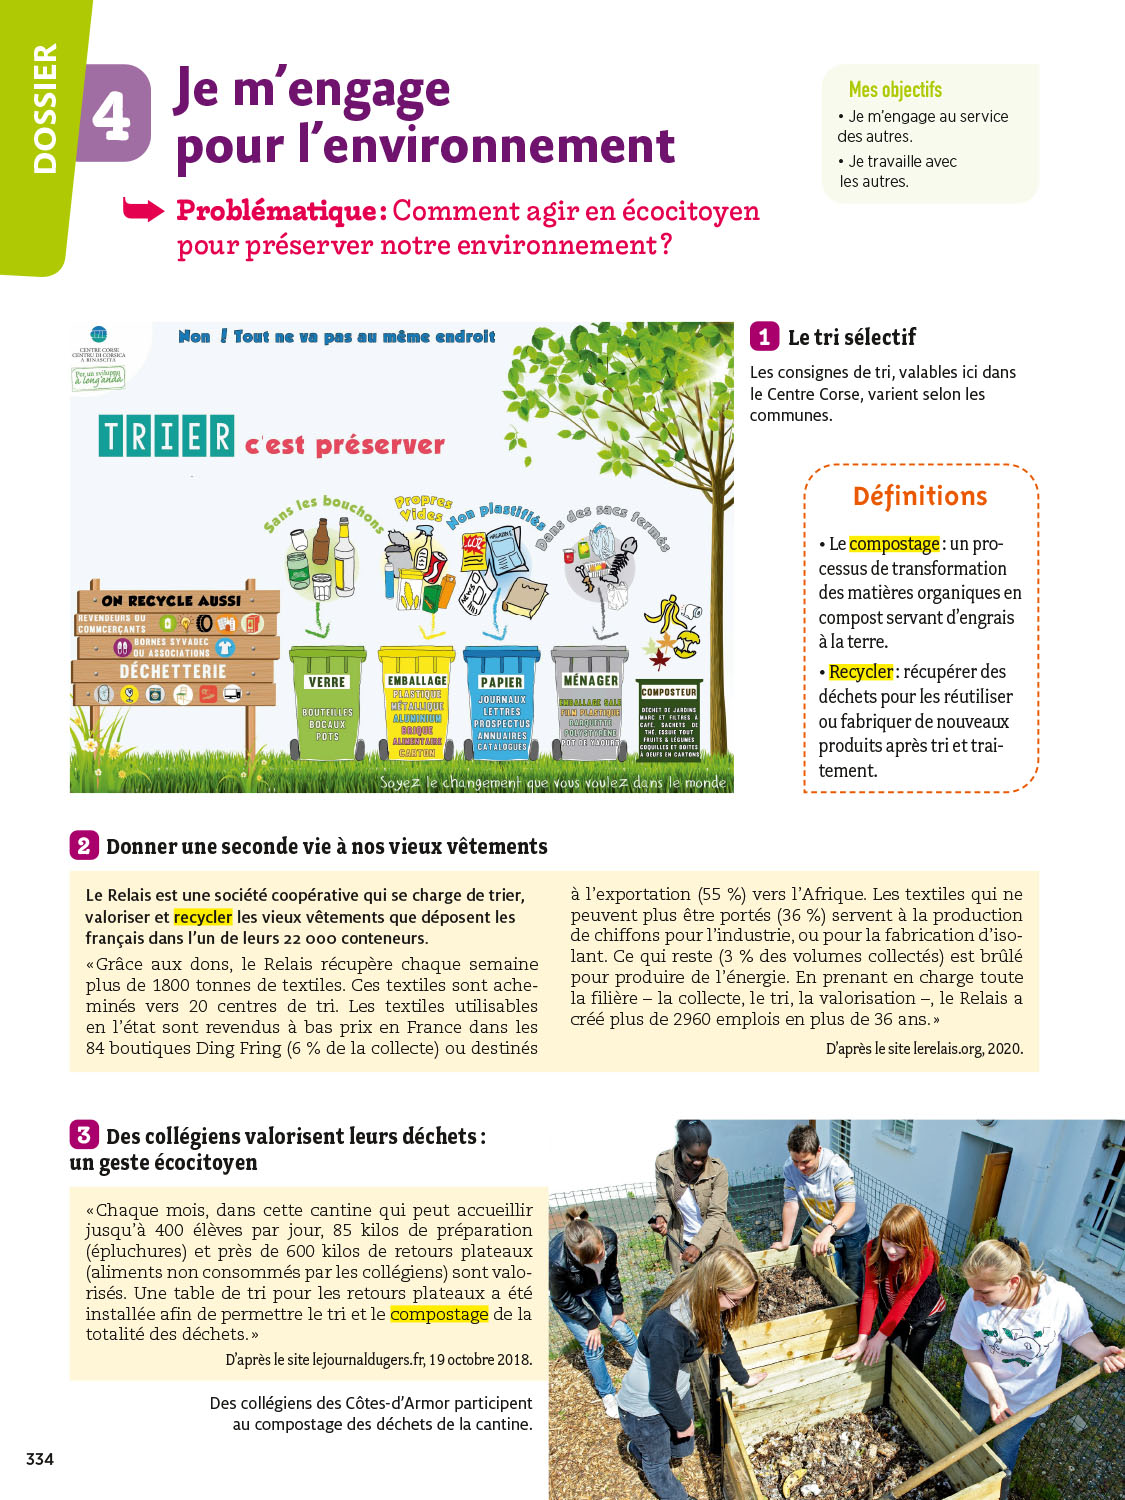 DOSSIER
4
Je m'engage
pour l'environnement
Problématique : Comment agir en écocitoyen
pour préserver notre environnement ?
Mes objectifs
• Je m'engage au service
des autres.
• Je travaille avec
les autres.
CENTRE CORSE
CENTRU DI CORSICA
A RINASCITA
Per un sviluppu
à long'anda
Non ! Tout ne va pas au même endroit
TRIER c'est préserver
Sans les bouchons
Propres
Vides
Non plastifiés
Dans des sacs fermés
MAGAZINE
NEWS
ON RECYCLE AUSSI
REVENDEURS OU
COMMCERÇANTS
BORNES SYVADEC
OU ASSOCIATIONS
DÉCHETTERIE
VERRE
BOUTEILLES
BOCAUX
POTS
EMBALLAGE
PLASTIQUE
MÉTALLIQUE
ALUMINIUM
BRIQUE
ALIMENTAIRE
CARTON
PAPIER
JOURNAUX
LETTRES
PROSPECTUS
ANNUAIRES
CATALOGUES
MÉNAGER
EMBALLAGE SALE
FILM PLASTIQUE
BARQUETTE
POLYSTYRÈNE
POT DE YAOURT
COMPOSTEUR
DÉCHET DE JARDINS
MARC ET FILTRES À
CAFÉ, SACHETS DE
THÉ, ESSUIE TOUT
FRUITS & LÉGUMES
COQUILLES ET BOITES
À OEUFS EN CARTONS
Soyez le changement que vous voulez dans le monde
1 Le tri sélectif
Les consignes de tri, valables ici dans
le Centre Corse, varient selon les
communes.
Définitions
• Le compostage : un pro-
cessus de transformation
des matières organiques en
compost servant d'engrais
à la terre.
• Recycler : récupérer des
déchets pour les réutiliser
ou fabriquer de nouveaux
produits après tri et trai-
tement.
2 Donner une seconde vie à nos vieux vêtements
Le Relais est une société coopérative qui se charge de trier,
valoriser et recycler les vieux vêtements que déposent les
français dans l'un de leurs 22 000 conteneurs.
« Grâce aux dons, le Relais récupère chaque semaine
plus de 1800 tonnes de textiles. Ces textiles sont ache-
minés vers 20 centres de tri. Les textiles utilisables
en l'état sont revendus à bas prix en France dans les
84 boutiques Ding Fring (6 % de la collecte) ou destinés
à l'exportation (55 %) vers l'Afrique. Les textiles qui ne
peuvent plus être portés (36 %) servent à la production
de chiffons pour l'industrie, ou pour la fabrication d'iso-
lant. Ce qui reste (3 % des volumes collectés) est brûlé
pour produire de l'énergie. En prenant en charge toute
la filière – la collecte, le tri, la valorisation –, le Relais a
créé plus de 2960 emplois en plus de 36 ans. »
D'après le site lerelais.org, 2020.
3 Des collégiens valorisent leurs déchets :
un geste écocitoyen
« Chaque mois, dans cette cantine qui peut accueillir
jusqu'à 400 élèves par jour, 85 kilos de préparation
(épluchures) et près de 600 kilos de retours plateaux
(aliments non consommés par les collégiens) sont valo-
risés. Une table de tri pour les retours plateaux a été
installée afin de permettre le tri et le compostage de la
totalité des déchets. »
D'après le site lejournaldugers.fr, 19 octobre 2018.
Des collégiens des Côtes-d'Armor participent
au compostage des déchets de la cantine.
334